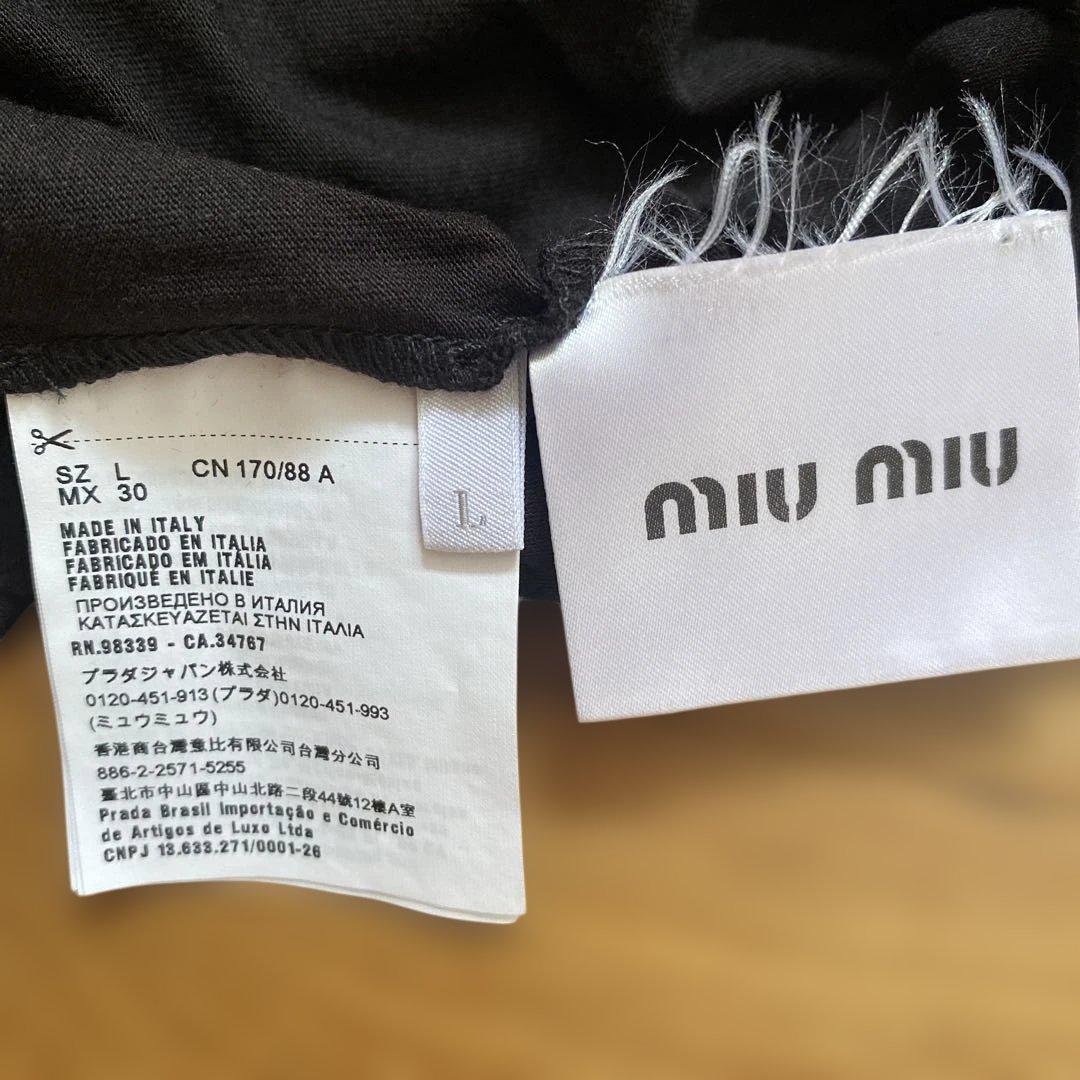 SZ L CN 170/88 A
MX 30
MADE IN ITALY
FABRICADO EN ITALIA
FABRICADO EM ITÁLIA
FABRIQUÉ EN ITALIE
ПРОИЗВЕДЕНО В ИТАЛИЯ
ΚΑΤΑΣΚΕΥΑΖΕΤΑΙ ΣΤΗΝ ΙΤΑΛΙΑ
RN.98339 - CA.34767
プラダジャパン株式会社
0120-451-913(プラダ)0120-451-993
(ミュウミュウ)
香港商台灣意比有限公司台灣分公司
886-2-2571-5255
臺北市中山區中山北路二段44號12樓A室
Prada Brasil Importação e Comércio
de Artigos de Luxo Ltda
CNPJ 13.633.271/0001-26
L
MIU MIU